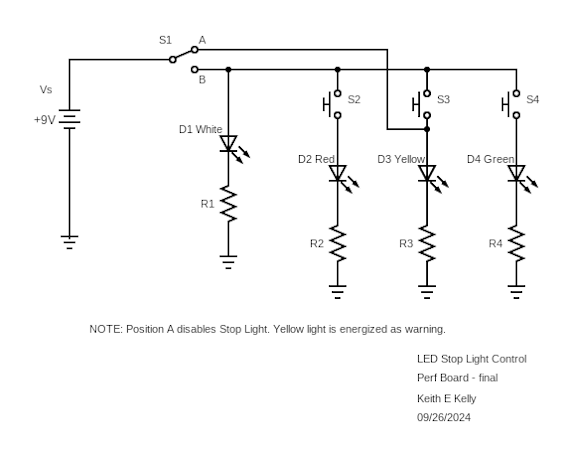 S1
A
B
Vs
+9V
S2
S3
S4
D1 White
D2 Red
D3 Yellow
D4 Green
R1
R2
R3
R4
NOTE: Position A disables Stop Light. Yellow light is energized as warning.
LED Stop Light Control
Perf Board - final
Keith E Kelly
09/26/2024